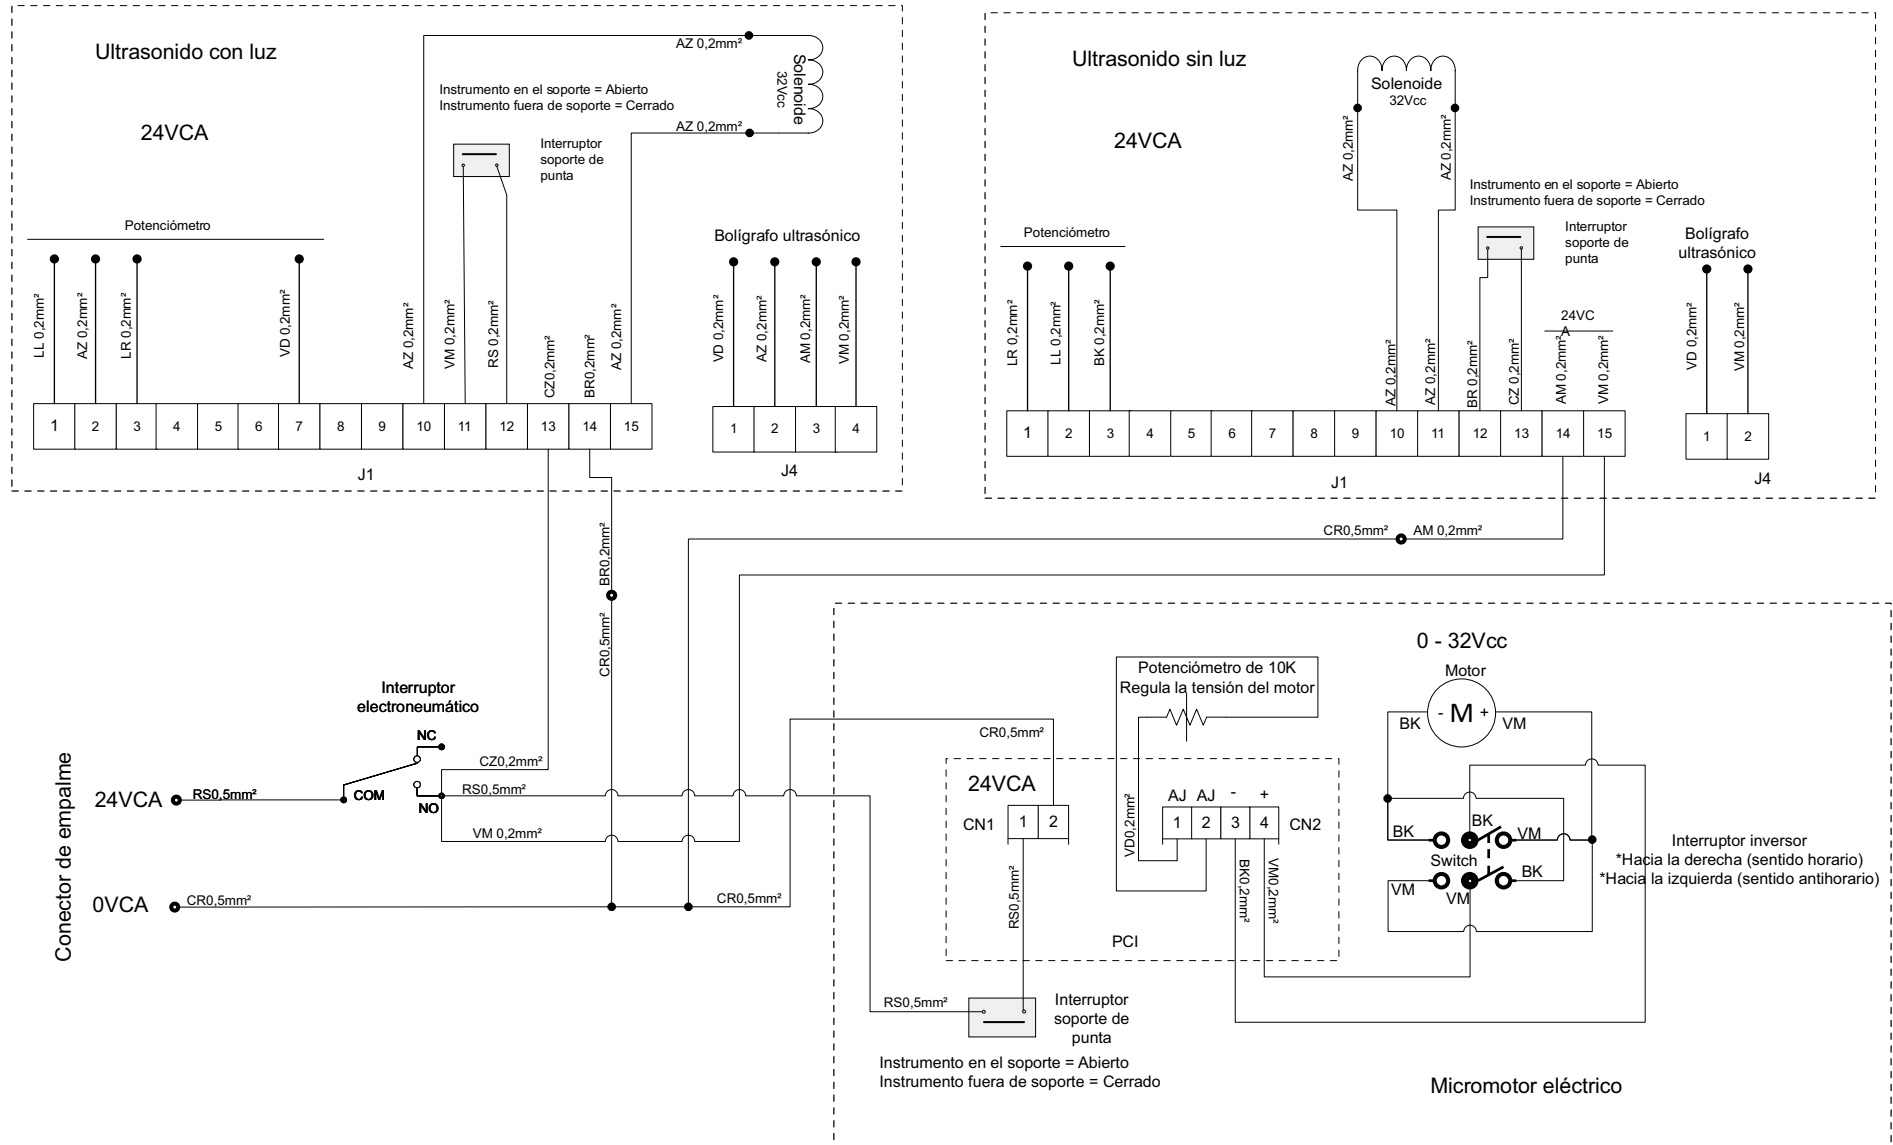 Ultrasonido con luz
24VCA
AZ 0,2mm²
Solenoide
32Vcc
AZ 0,2mm²
Instrumento en el soporte = Abierto
Instrumento fuera de soporte = Cerrado
Interruptor
soporte de
punta
Potenciómetro
LL 0,2mm²
AZ 0,2mm²
LR 0,2mm²
VD 0,2mm²
AZ 0,2mm²
VM 0,2mm²
RS 0,2mm²
CZ0,2mm²
BR0,2mm²
AZ 0,2mm²
1 2 3 4 5 6 7 8 9 10 11 12 13 14 15
J1
Bolígrafo ultrasónico
VD 0,2mm²
AZ 0,2mm²
AM 0,2mm²
VM 0,2mm²
1 2 3 4
J4
Ultrasonido sin luz
24VCA
Solenoide
32Vcc
AZ 0,2mm²
AZ 0,2mm²
Instrumento en el soporte = Abierto
Instrumento fuera de soporte = Cerrado
Interruptor
soporte de
punta
Potenciómetro
LR 0,2mm²
LL 0,2mm²
BK 0,2mm²
AZ 0,2mm²
AZ 0,2mm²
BR 0,2mm²
CZ 0,2mm²
24VC
A
AM 0,2mm²
VM 0,2mm²
1 2 3 4 5 6 7 8 9 10 11 12 13 14 15
J1
Bolígrafo
ultrasónico
VD 0,2mm²
VM 0,2mm²
1 2
J4
CR0,5mm²
AM 0,2mm²
BR0,2mm²
CR0,5mm²
Conector de empalme
24VCA
RS0,5mm²
Interruptor
electroneumático
NC
COM
NO
CZ0,2mm²
RS0,5mm²
VM 0,2mm²
0VCA
CR0,5mm²
CR0,5mm²
CR0,5mm²
24VCA
CN1
1 2
RS0,5mm²
Potenciómetro de 10K
Regula la tensión del motor
VD0,2mm²
AJ AJ - +
1 2 3 4
CN2
BK0,2mm²
VM0,2mm²
PCI
RS0,5mm²
Interruptor
soporte de
punta
Instrumento en el soporte = Abierto
Instrumento fuera de soporte = Cerrado
0 - 32Vcc
Motor
- M +
BK
VM
BK
BK
VM
Switch
VM
VM
BK
Interruptor inversor
*Hacia la derecha (sentido horario)
*Hacia la izquierda (sentido antihorario)
Micromotor eléctrico